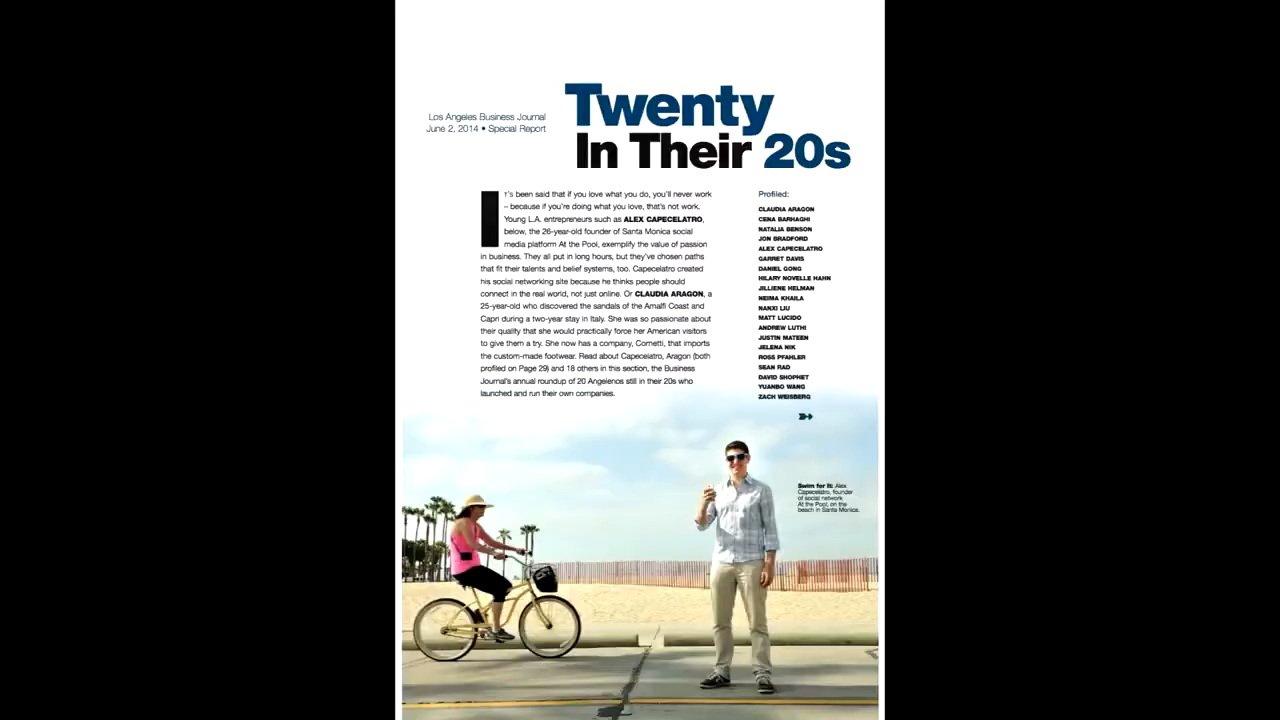 Los Angeles Business Journal
June 2, 2014 • Special Report
Twenty
In Their 20s
IT's been said that if you love what you do, you'll never work
– because if you're doing what you love, that's not work.
Young L.A. entrepreneurs such as ALEX CAPECELATRO,
below, the 26-year-old founder of Santa Monica social
media platform At the Pool, exemplify the value of passion
in business. They all put in long hours, but they've chosen paths
that fit their talents and belief systems, too. Capecelatro created
his social networking site because he thinks people should
connect in the real world, not just online. Or CLAUDIA ARAGON, a
25-year-old who discovered the sandals of the Amalfi Coast and
Capri during a two-year stay in Italy. She was so passionate about
their quality that she would practically force her American visitors
to give them a try. She now has a company, Cornetti, that imports
the custom-made footwear. Read about Capecelatro, Aragon (both
profiled on Page 29) and 18 others in this section, the Business
Journal's annual roundup of 20 Angelenos still in their 20s who
launched and run their own companies.
Profiled:
CLAUDIA ARAGON
CENA BARHAGHI
NATALIA BENSON
JON BRADFORD
ALEX CAPECELATRO
GARRET DAVIS
DANIEL GONG
HILARY NOVELLE HAHN
JILLIENE HELMAN
NEIMA KHAILA
NANXI LIU
MATT LUCIDO
ANDREW LUTHI
JUSTIN MATEEN
JELENA NIK
ROSS PFAHLER
SEAN RAD
DAVID SHOPHET
YUANBO WANG
ZACH WEISBERG
Swim for It: Alex
Capecelatro, founder
of social network
At the Pool, on the
beach in Santa Monica.